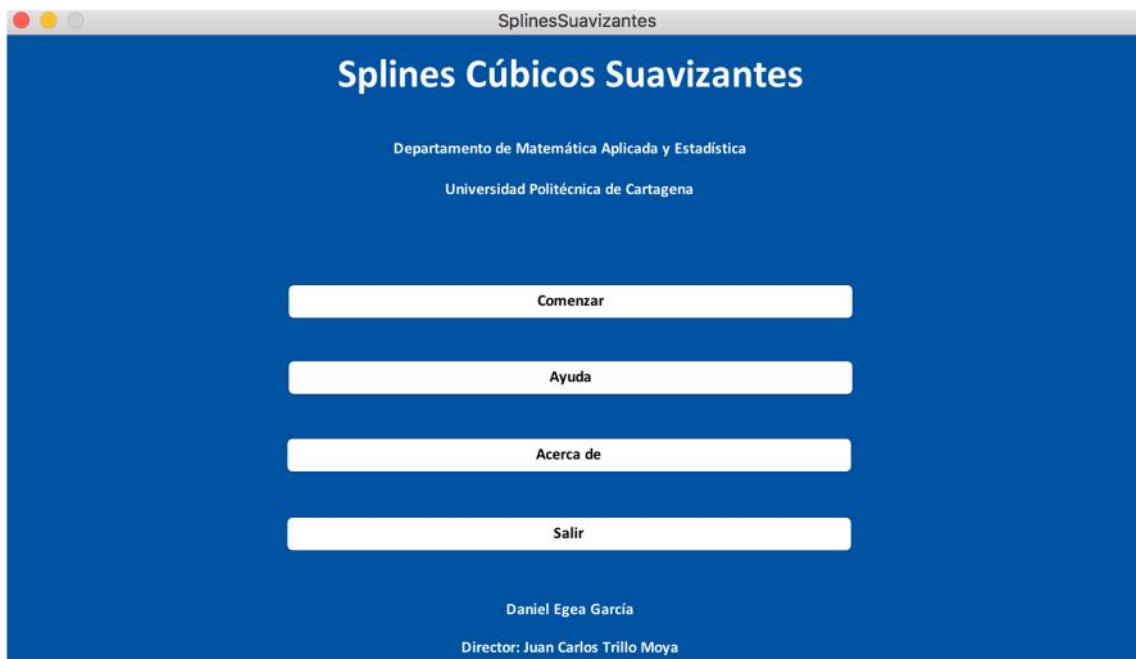 SplinesSuavizantes
Splines Cúbicos Suavizantes
Departamento de Matemática Aplicada y Estadística
Universidad Politécnica de Cartagena
Comenzar
Ayuda
Acerca de
Salir
Daniel Egea García
Director: Juan Carlos Trillo Moya